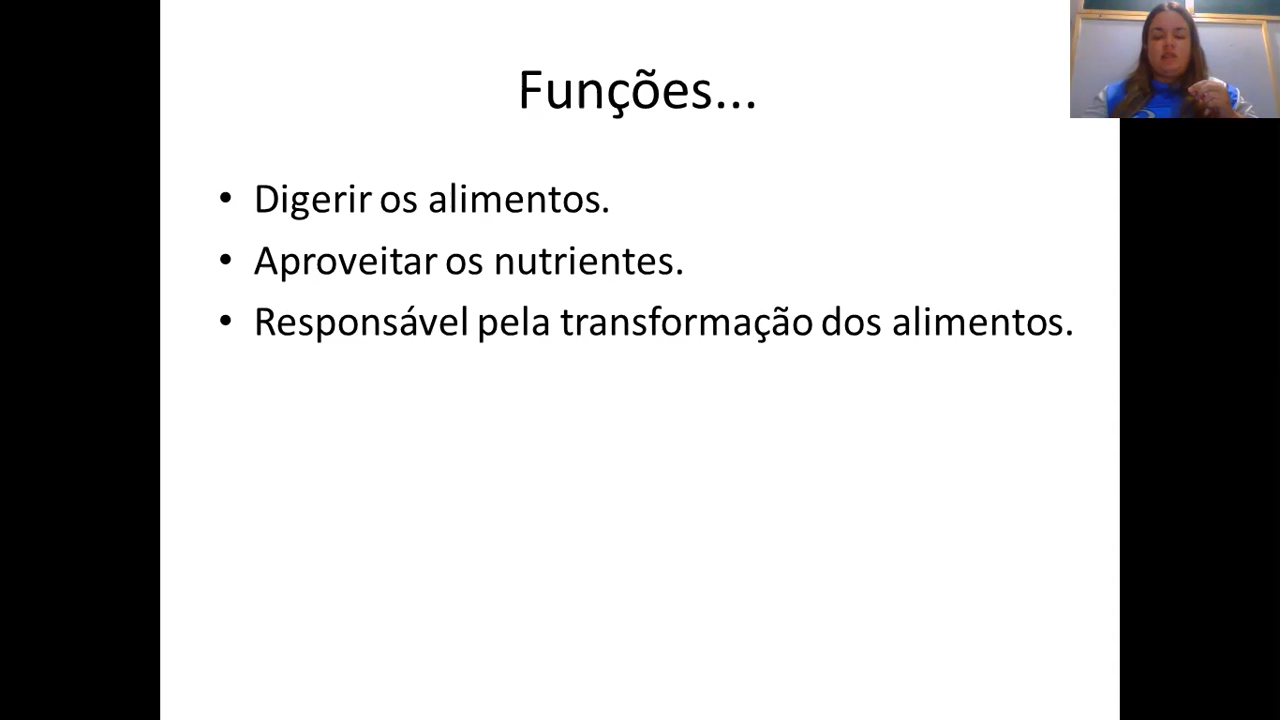 Funções...
• Digerir os alimentos.
• Aproveitar os nutrientes.
• Responsável pela transformação dos alimentos.